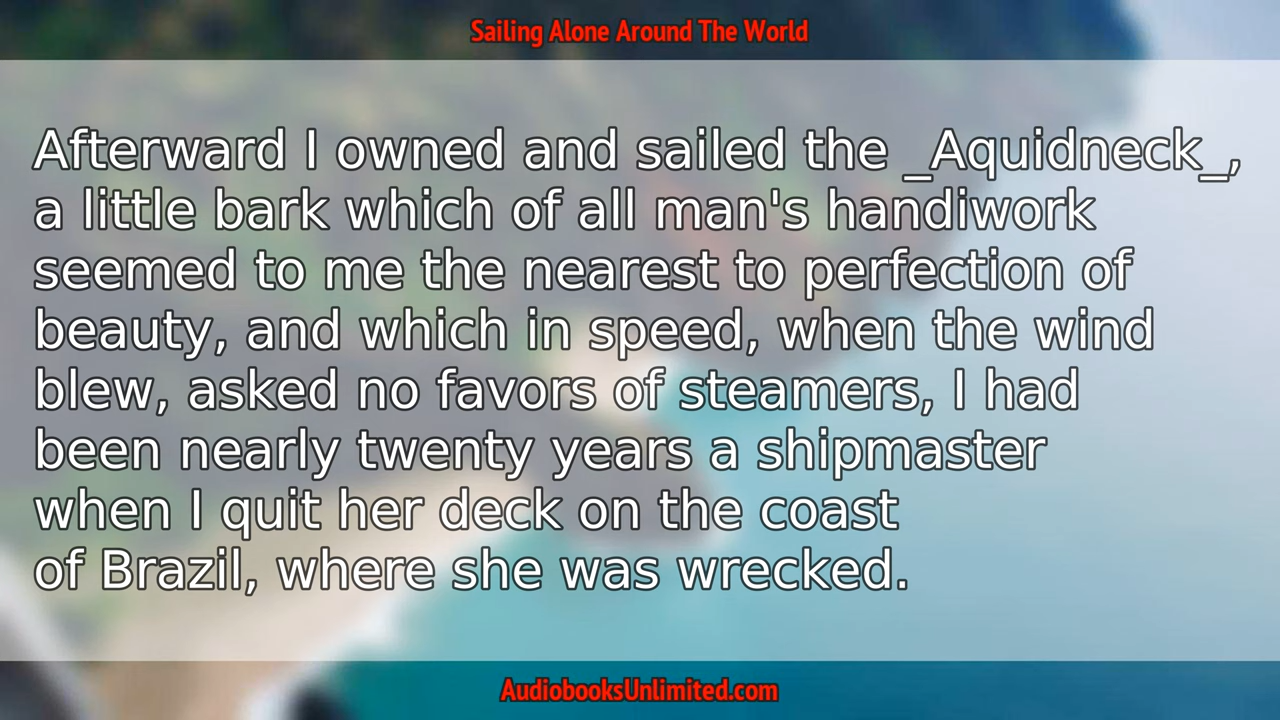 Sailing Alone Around The World
Afterward I owned and sailed the _Aquidneck_,
a little bark which of all man's handiwork
seemed to me the nearest to perfection of
beauty, and which in speed, when the wind
blew, asked no favors of steamers, I had
been nearly twenty years a shipmaster
when I quit her deck on the coast
of Brazil, where she was wrecked.
AudiobooksUnlimited.com